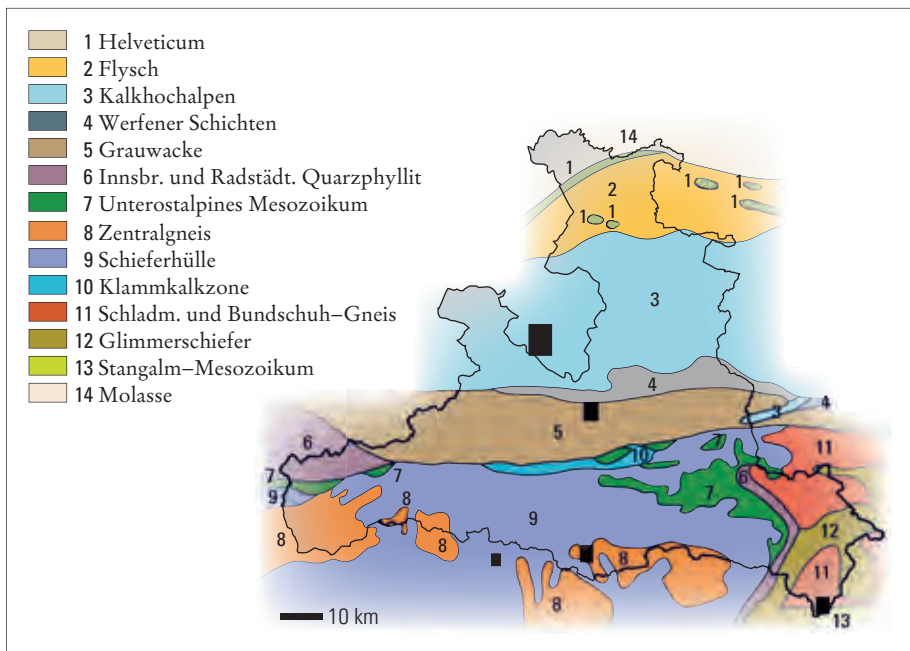 1 Helveticum
2 Flysch
3 Kalkhochalpen
4 Werfener Schichten
5 Grauwacke
6 Innsbr. und Radstädt. Quarzphyllit
7 Unterostalpines Mesozoikum
8 Zentralgneis
9 Schieferhülle
10 Klammkalkzone
11 Schladm. und Bundschuh–Gneis
12 Glimmerschiefer
13 Stangalm–Mesozoikum
14 Molasse
14
1
2
1
1
1
1
1
3
4
4
3
5
6
7
11
10
7
7
6
9
7
8
12
9
8
8
8
11
8
13
10 km